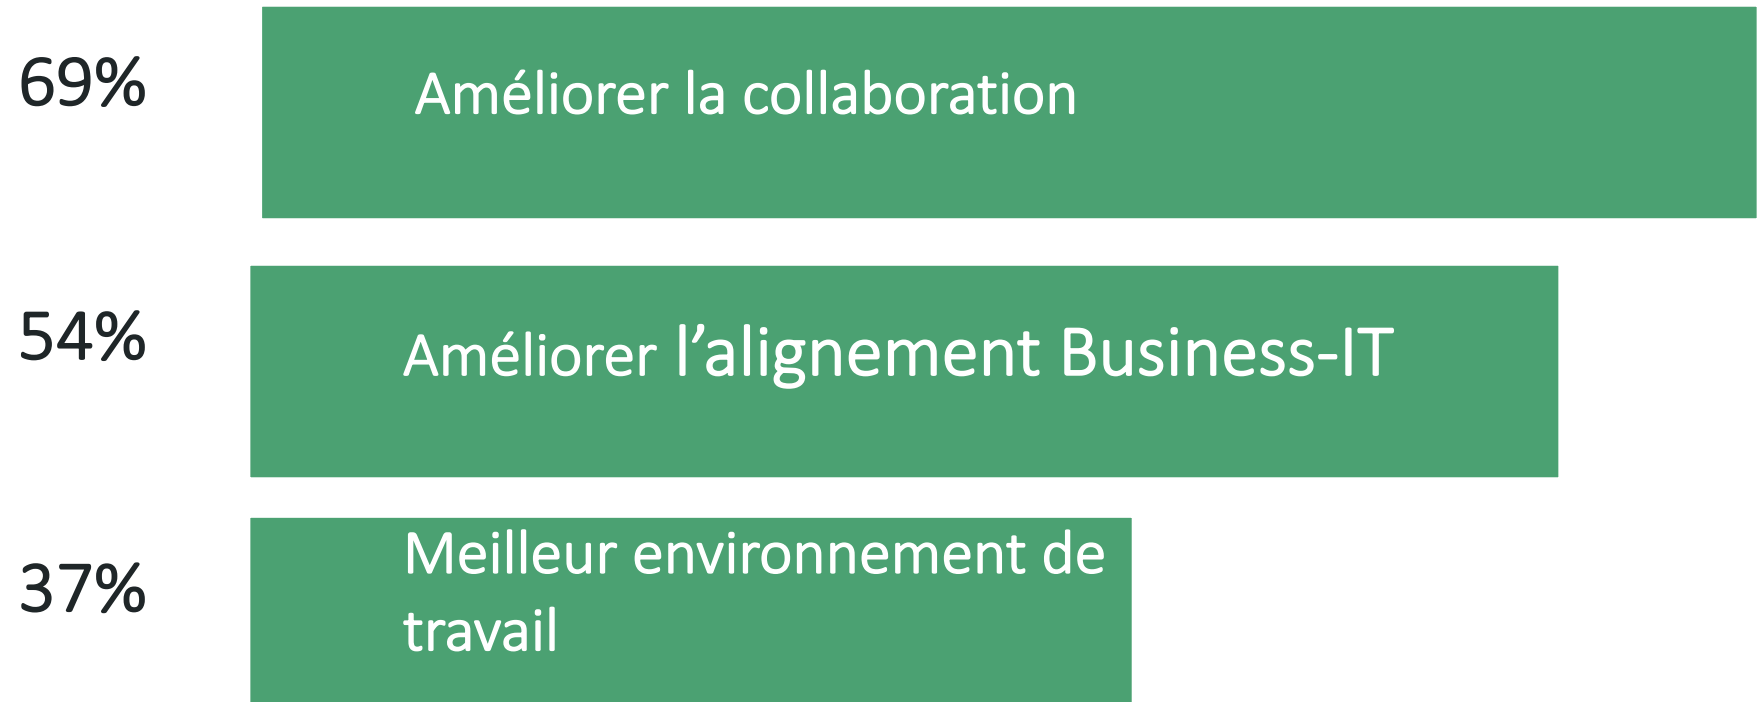 69%
Améliorer la collaboration
54%
Améliorer l’alignement Business-IT
37%
Meilleur environnement de
travail